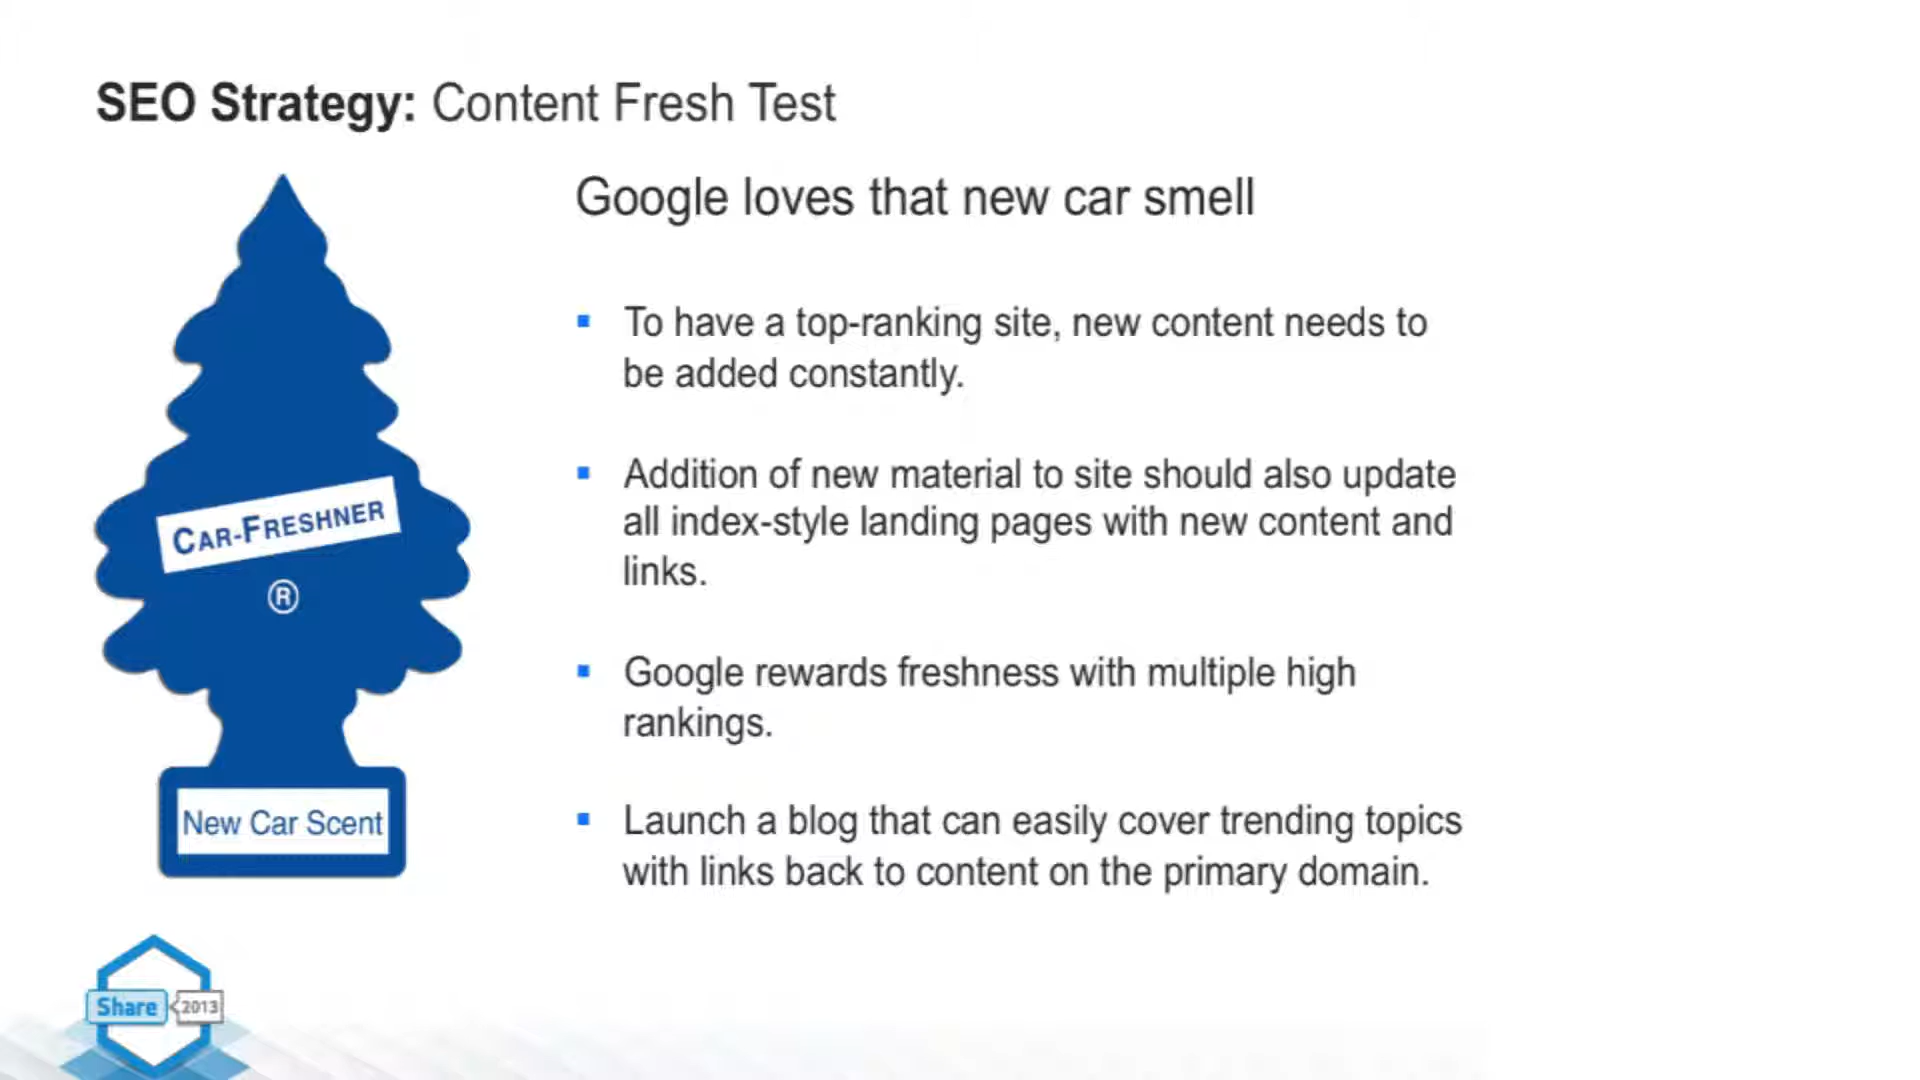 SEO Strategy: Content Fresh Test
Google loves that new car smell
▪ To have a top-ranking site, new content needs to
be added constantly.
▪ Addition of new material to site should also update
all index-style landing pages with new content and
links.
▪ Google rewards freshness with multiple high
rankings.
▪ Launch a blog that can easily cover trending topics
with links back to content on the primary domain.
CAR-FRESHNER
®
New Car Scent
Share 2013